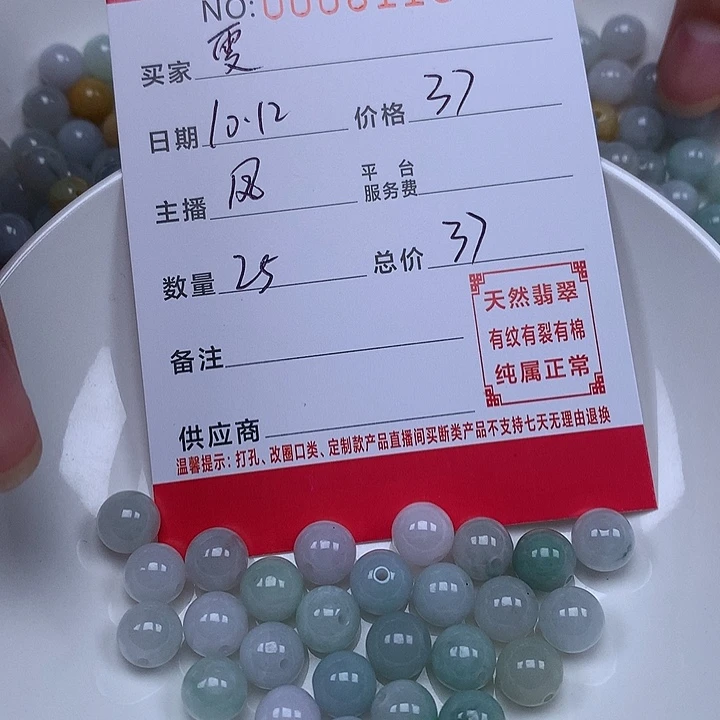 NO:
买家 雯
日期 10.12 价格 37
主播 凤
平台
服务费
数量 25 总价 37
备注
供应商
天然翡翠
有纹有裂有棉
纯属正常
温馨提示：打孔、改圈口类、定制款产品直播间买断类产品不支持七天无理由退换